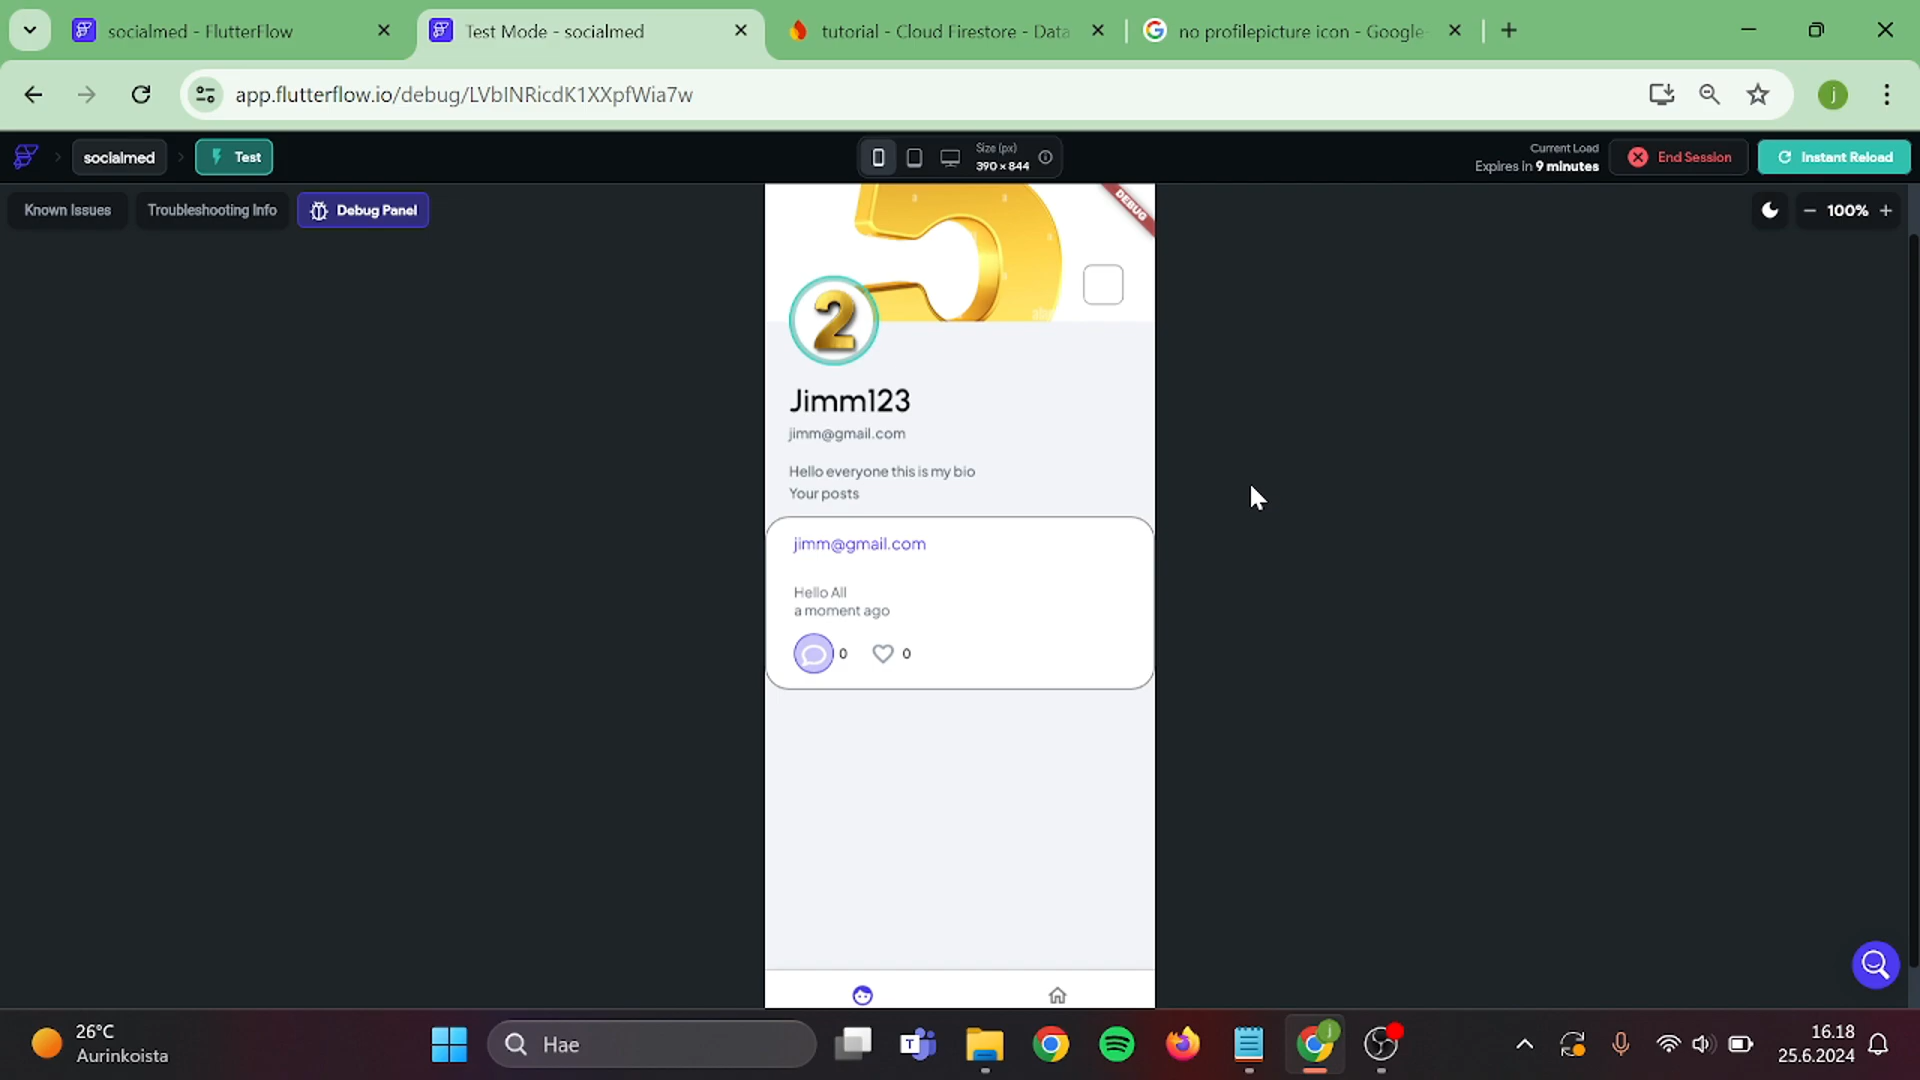 socialmed - FlutterFlow
Test Mode - socialmed
tutorial - Cloud Firestore - Data
no profilepicture icon - Google
app.flutterflow.io/debug/LVbINRicdK1XXpfWia7w
j
socialmed
Test
Size (px)
390 × 844
Current Load
Expires in 9 minutes
End Session
Instant Reload
Known Issues
Troubleshooting Info
Debug Panel
100%
DEBUG
5
2
Jimm123
jimm@gmail.com
Hello everyone this is my bio
Your posts
jimm@gmail.com
Hello All
a moment ago
0
0
26°C
Aurinkoista
Hae
16.18
25.6.2024